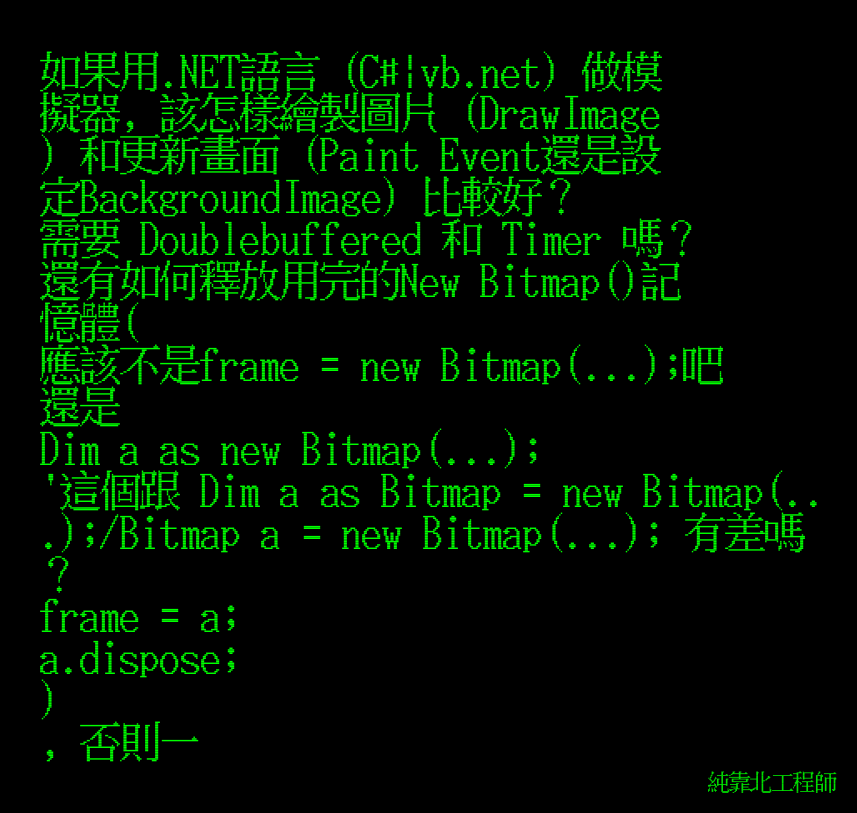 如果用.NET語言 (C#|vb.net) 做模
擬器, 該怎樣繪製圖片 (DrawImage
) 和更新畫面 (Paint Event還是設
定BackgroundImage) 比較好？
需要 Doublebuffered 和 Timer 嗎？
還有如何釋放用完的New Bitmap()記
憶體(
應該不是frame = new Bitmap(...);吧
還是
Dim a as new Bitmap(...);
'這個跟 Dim a as Bitmap = new Bitmap(..
.);/Bitmap a = new Bitmap(...); 有差嗎
？
frame = a;
a.dispose;
)
, 否則一
純靠北工程師